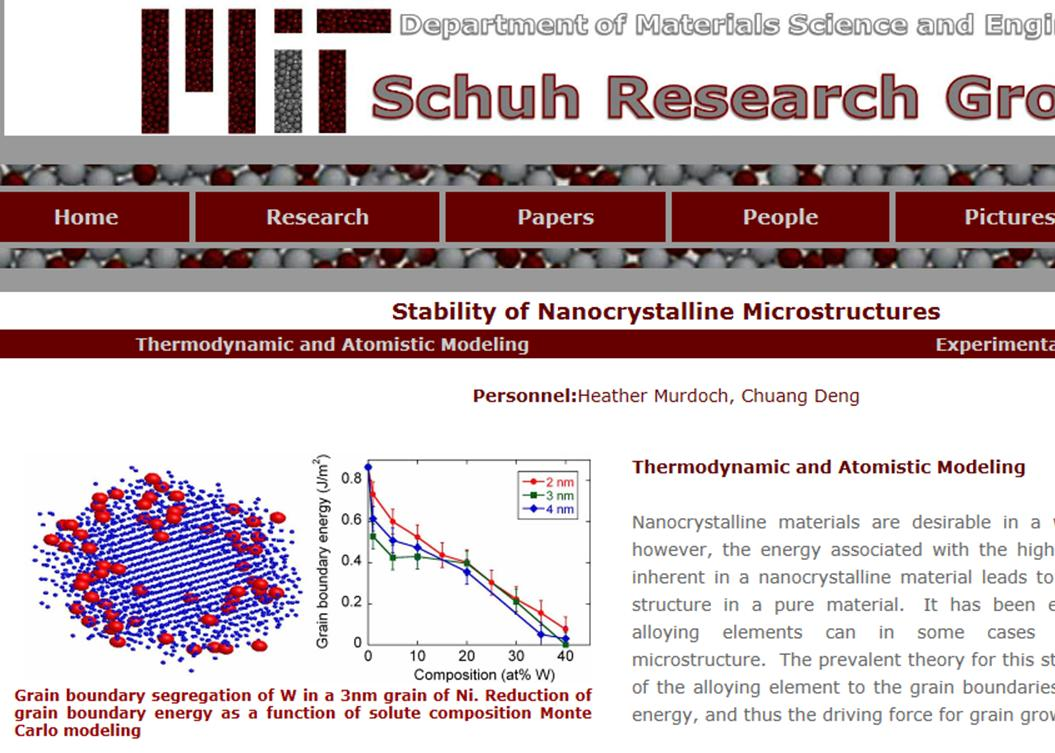 MIT
Department of Materials Science and Engi
Schuh Research Gro
Home Research Papers People Pictures
Stability of Nanocrystalline Microstructures
Thermodynamic and Atomistic Modeling Experimenta
Personnel:Heather Murdoch, Chuang Deng
Grain boundary energy (J/m²)
0.8
0.6
0.4
0.2
0
2 nm
3 nm
4 nm
0 10 20 30 40
Composition (at% W)
Grain boundary segregation of W in a 3nm grain of Ni. Reduction of
grain boundary energy as a function of solute composition Monte
Carlo modeling
Thermodynamic and Atomistic Modeling
Nanocrystalline materials are desirable in a
however, the energy associated with the high
inherent in a nanocrystalline material leads to
structure in a pure material. It has been e
alloying elements can in some cases
microstructure. The prevalent theory for this st
of the alloying element to the grain boundaries
energy, and thus the driving force for grain grow